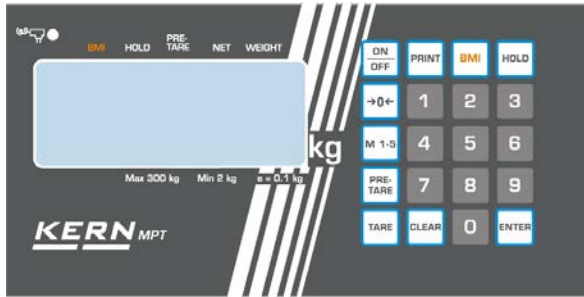 BMI HOLD PRE-TARE NET WEIGHT
kg
Max 300 kg Min 2 kg e = 0.1 kg
KERN MPT
ON OFF PRINT BMI HOLD
→0← 1 2 3
M 1-5 4 5 6
PRE-TARE 7 8 9
TARE CLEAR 0 ENTER